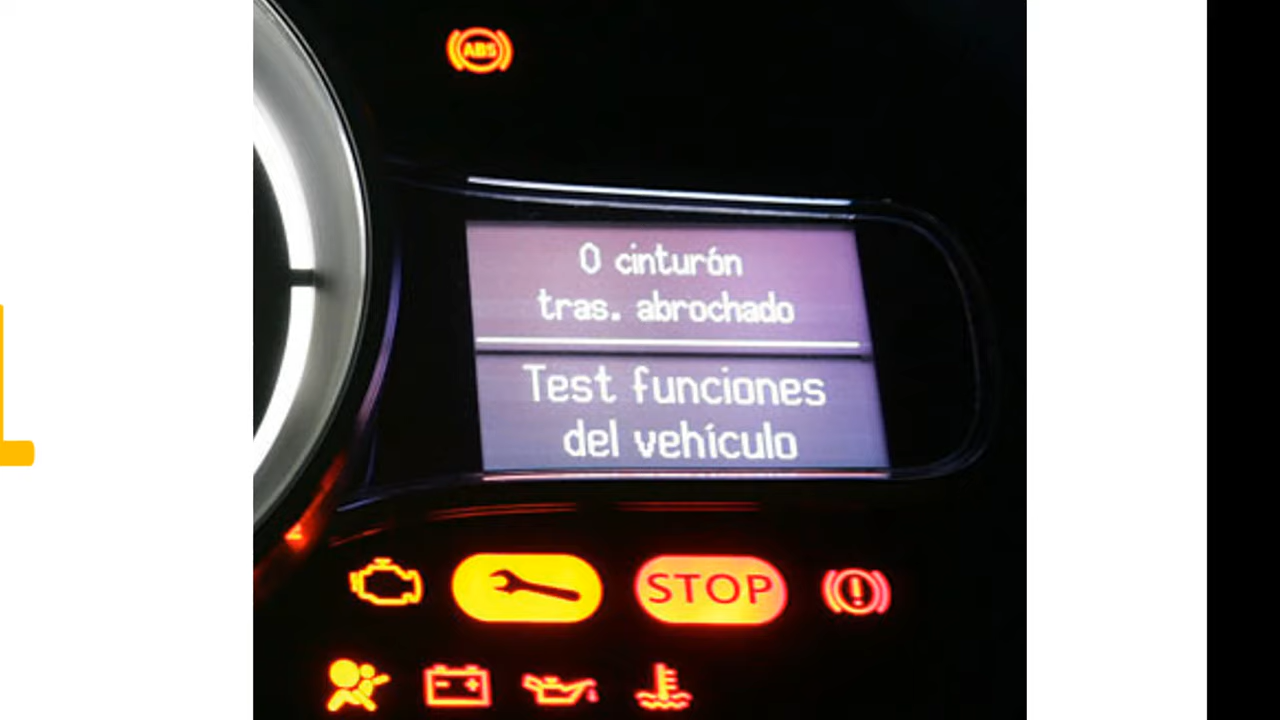 ABS
0 cinturón
tras. abrochado
Test funciones
del vehículo
STOP